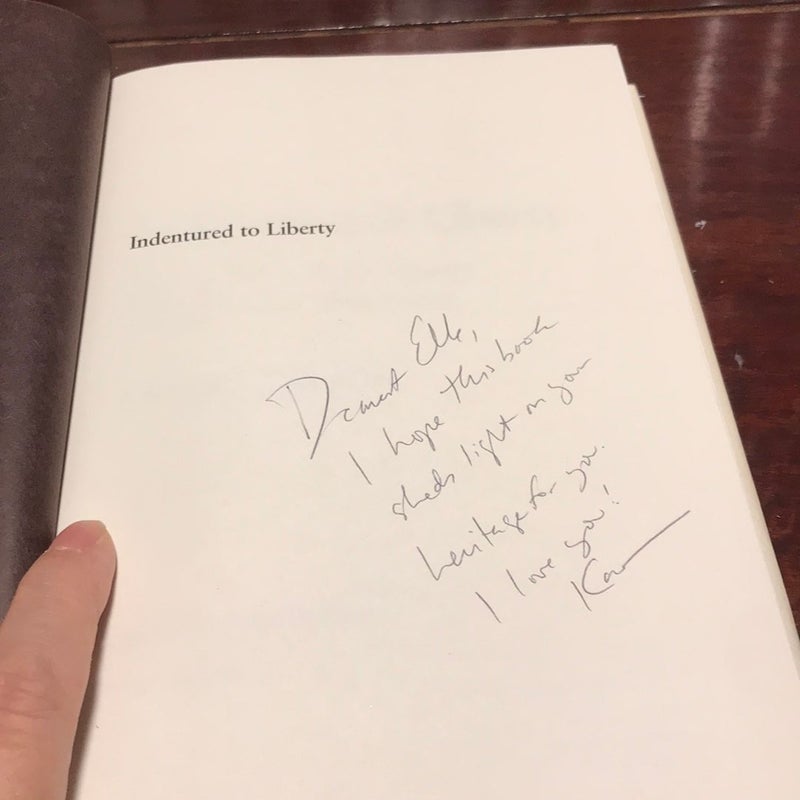 Indentured to Liberty
Dearest Elle,
I hope this book
sheds light on your
heritage for you.
I love you!